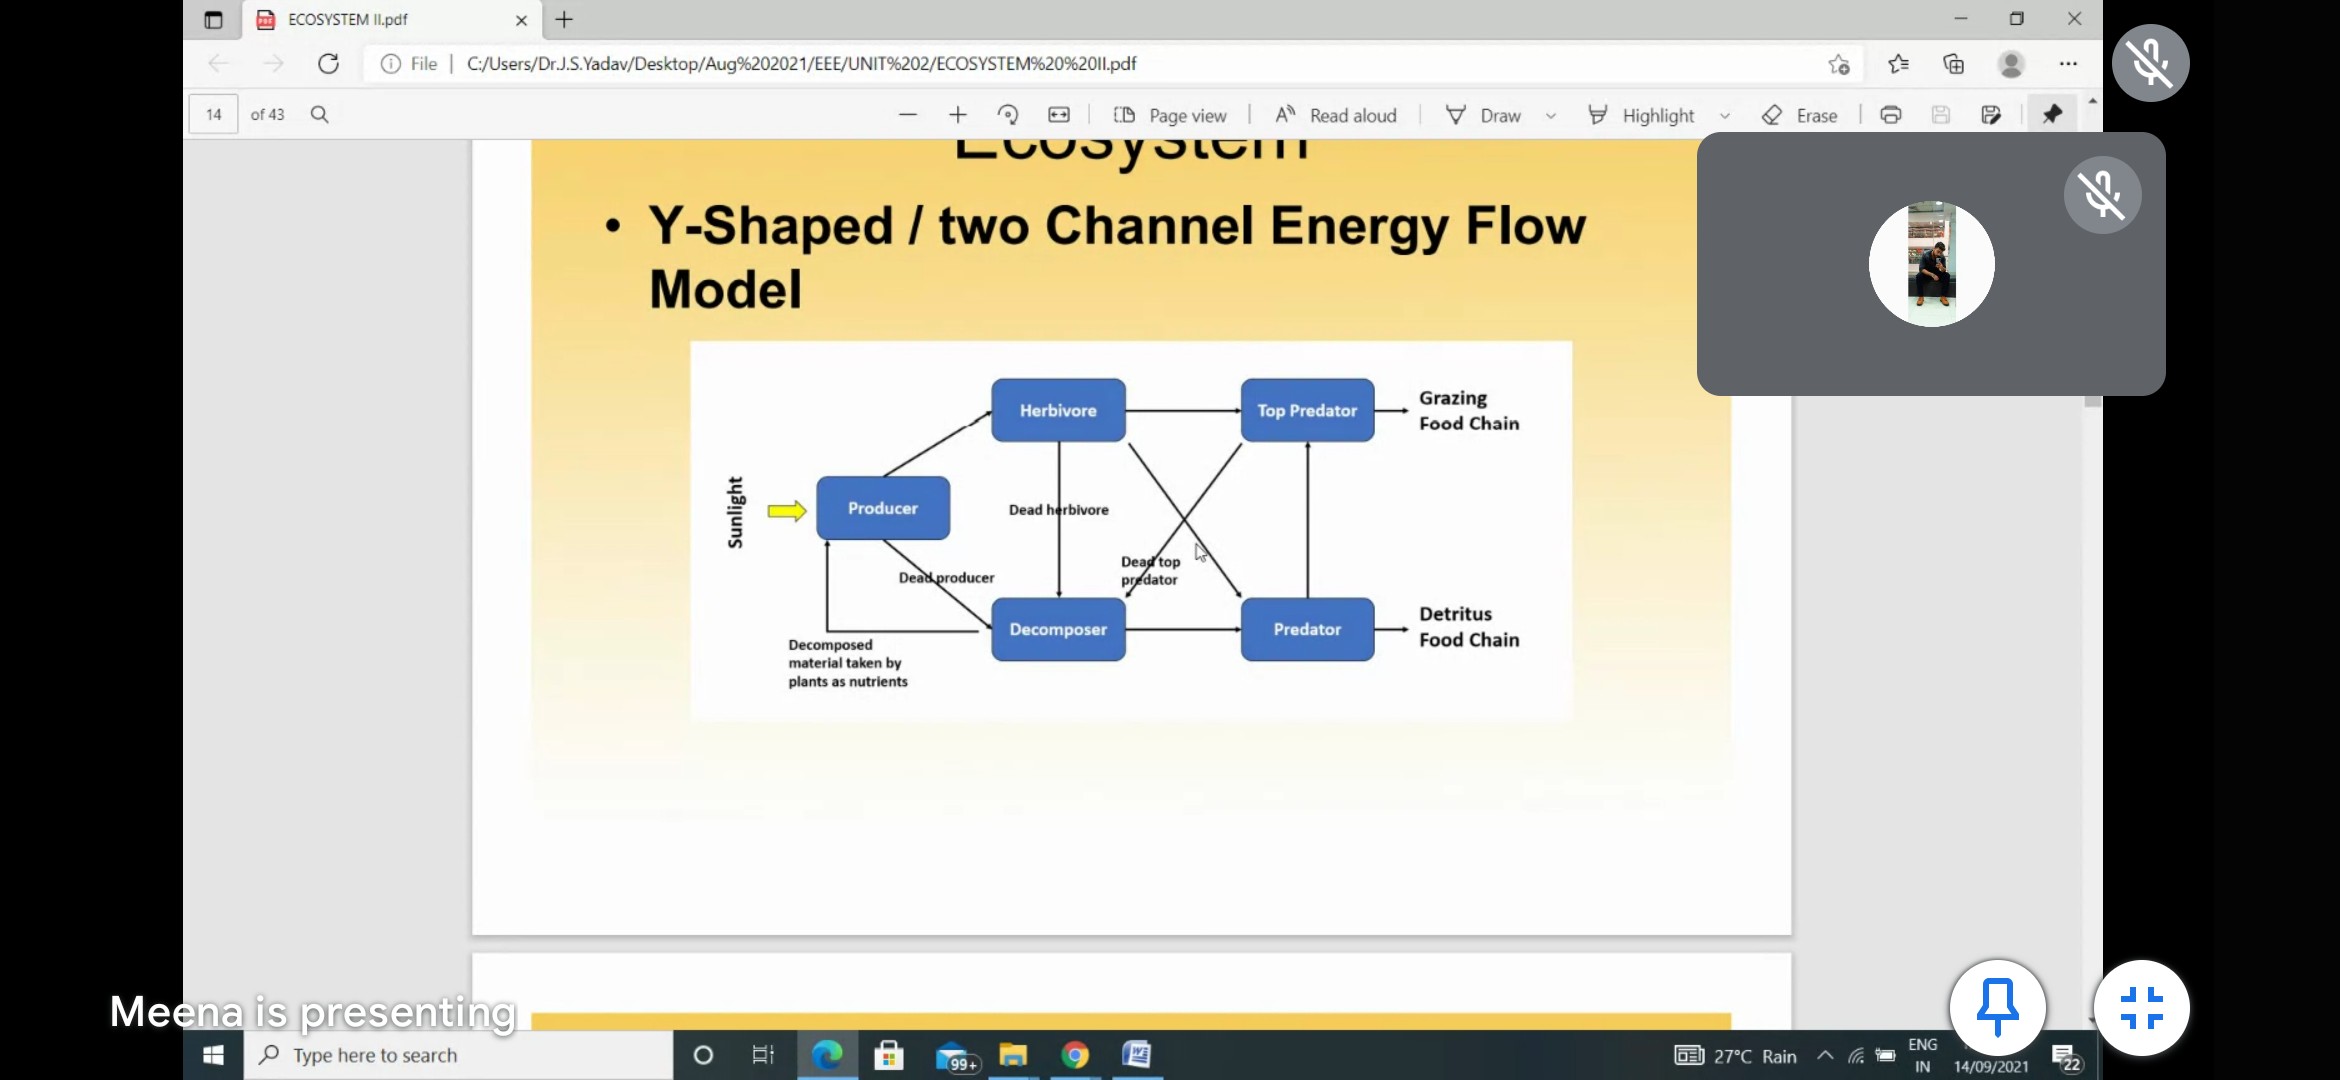 ECOSYSTEM II.pdf
File
C:/Users/Dr.J.S.Yadav/Desktop/Aug%202021/EEE/UNIT%202/ECOSYSTEM%20%20II.pdf
14 of 43
Page view
Read aloud
Draw
Highlight
Erase
Ecosystem
• Y-Shaped / two Channel Energy Flow
Model
Herbivore
Top Predator
Grazing
Food Chain
Sunlight
Producer
Dead herbivore
Dead top
predator
Dead producer
Decomposer
Predator
Detritus
Food Chain
Decomposed
material taken by
plants as nutrients
Meena is presenting
Type here to search
99+
27°C Rain
ENG
IN
14/09/2021
22